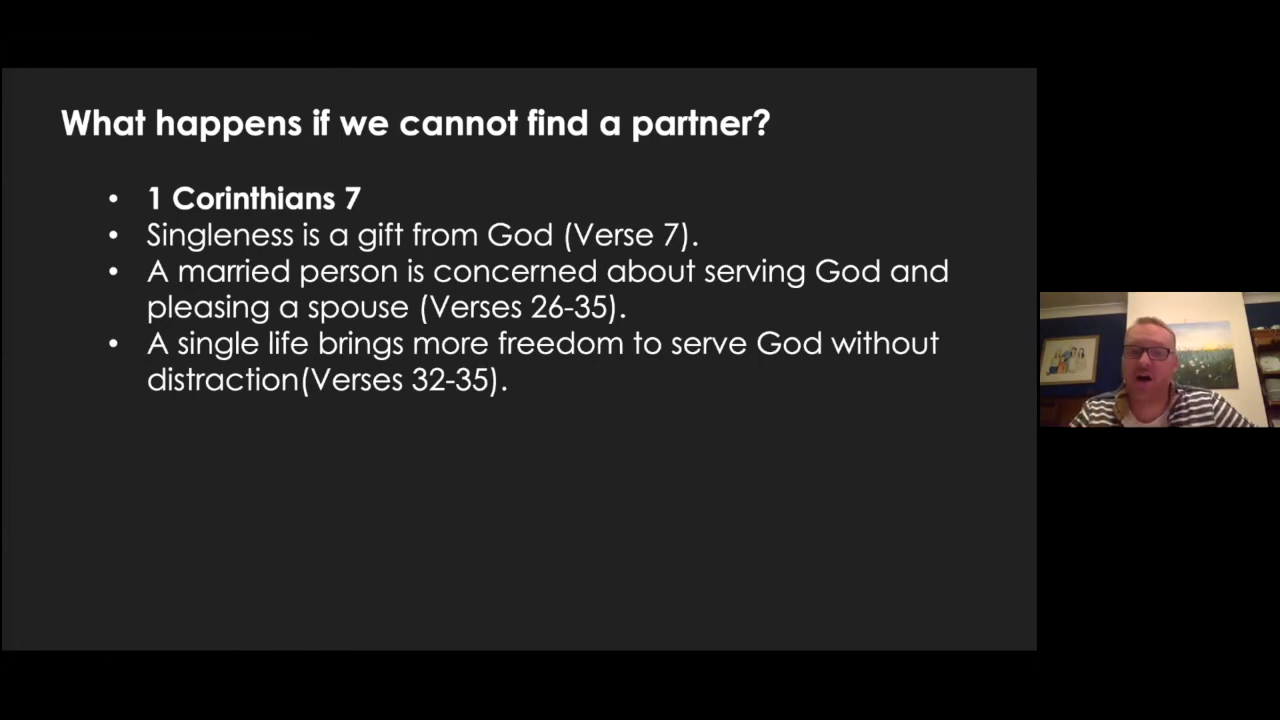 What happens if we cannot find a partner?
• 1 Corinthians 7
• Singleness is a gift from God (Verse 7).
• A married person is concerned about serving God and
pleasing a spouse (Verses 26-35).
• A single life brings more freedom to serve God without
distraction(Verses 32-35).